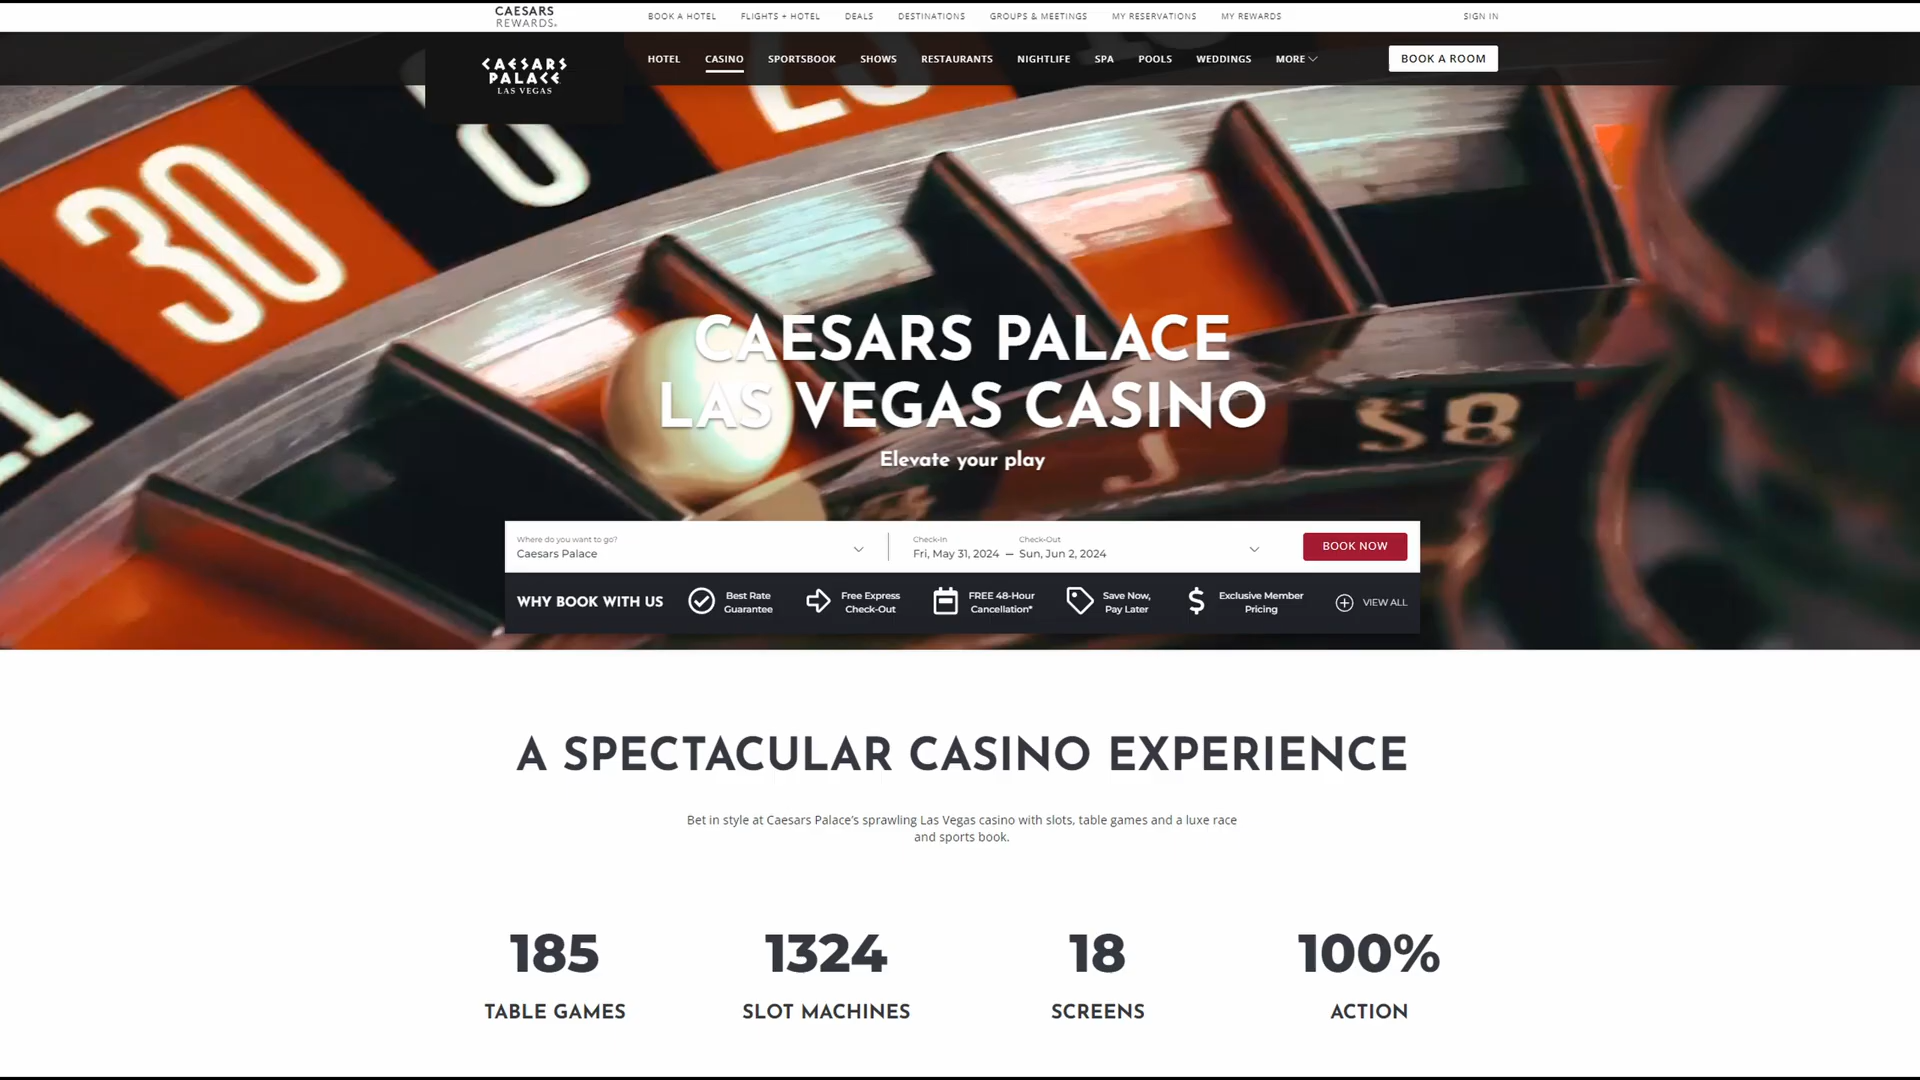 CAESARS
REWARDS.
BOOK A HOTEL
FLIGHTS + HOTEL
DEALS
DESTINATIONS
GROUPS & MEETINGS
MY RESERVATIONS
MY REWARDS
SIGN IN
CAESARS
PALACE
LAS VEGAS
HOTEL
CASINO
SPORTSBOOK
SHOWS
RESTAURANTS
NIGHTLIFE
SPA
POOLS
WEDDINGS
MORE
BOOK A ROOM
30
CAESARS PALACE
LAS VEGAS CASINO
Elevate your play
Where do you want to go?
Caesars Palace
Check-In
Fri, May 31, 2024 –
Check-Out
Sun, Jun 2, 2024
BOOK NOW
WHY BOOK WITH US
Best Rate
Guarantee
Free Express
Check-Out
FREE 48-Hour
Cancellation*
Save Now,
Pay Later
Exclusive Member
Pricing
VIEW ALL
A SPECTACULAR CASINO EXPERIENCE
Bet in style at Caesars Palace’s sprawling Las Vegas casino with slots, table games and a luxe race
and sports book.
185
TABLE GAMES
1324
SLOT MACHINES
18
SCREENS
100%
ACTION